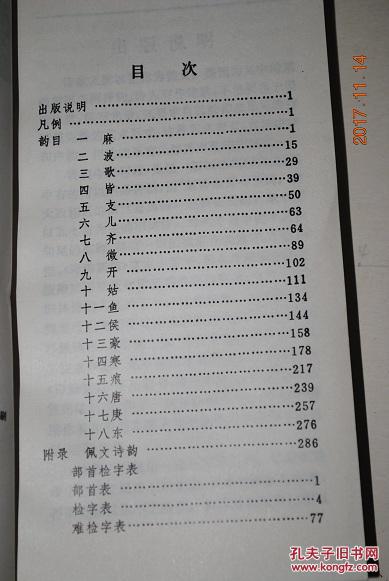 目 次
出版说明 ……………………………1
凡例 ……………………………1
韵目 一 麻 ……………………………1
二 波 ……………………………15
三 歌 ……………………………29
四 皆 ……………………………39
五 支 ……………………………50
六 儿 ……………………………63
七 齐 ……………………………64
八 微 ……………………………89
九 开 ……………………………102
十 姑 ……………………………111
十一鱼 ……………………………134
十二侯 ……………………………144
十三豪 ……………………………158
十四寒 ……………………………178
十五痕 ……………………………217
十六唐 ……………………………239
十七庚 ……………………………257
十八东 ……………………………276
附录 佩文诗韵 ……………………………286
部首检字表
部首表 ……………………………1
检字表 ……………………………4
难检字表 ……………………………77
2017.11.14
孔夫子旧书网
www.kongfz.com